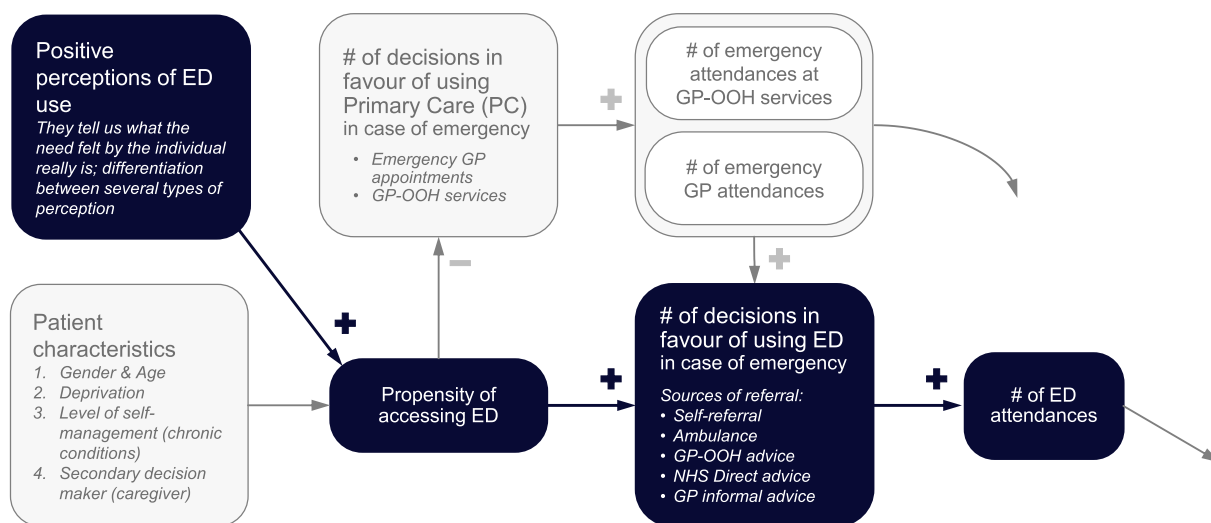 Positive
perceptions of ED
use
They tell us what the
need felt by the individual
really is; differentiation
between several types of
perception
# of decisions in
favour of using
Primary Care (PC)
in case of emergency
• Emergency GP
appointments
• GP-OOH services
+
# of emergency
attendances at
GP-OOH services
# of emergency
GP attendances
–
+
Patient
characteristics
1. Gender & Age
2. Deprivation
3. Level of self-
management (chronic
conditions)
4. Secondary decision
maker (caregiver)
+
Propensity of
accessing ED
+
# of decisions in
favour of using ED
in case of emergency
Sources of referral:
• Self-referral
• Ambulance
• GP-OOH advice
• NHS Direct advice
• GP informal advice
+
# of ED
attendances